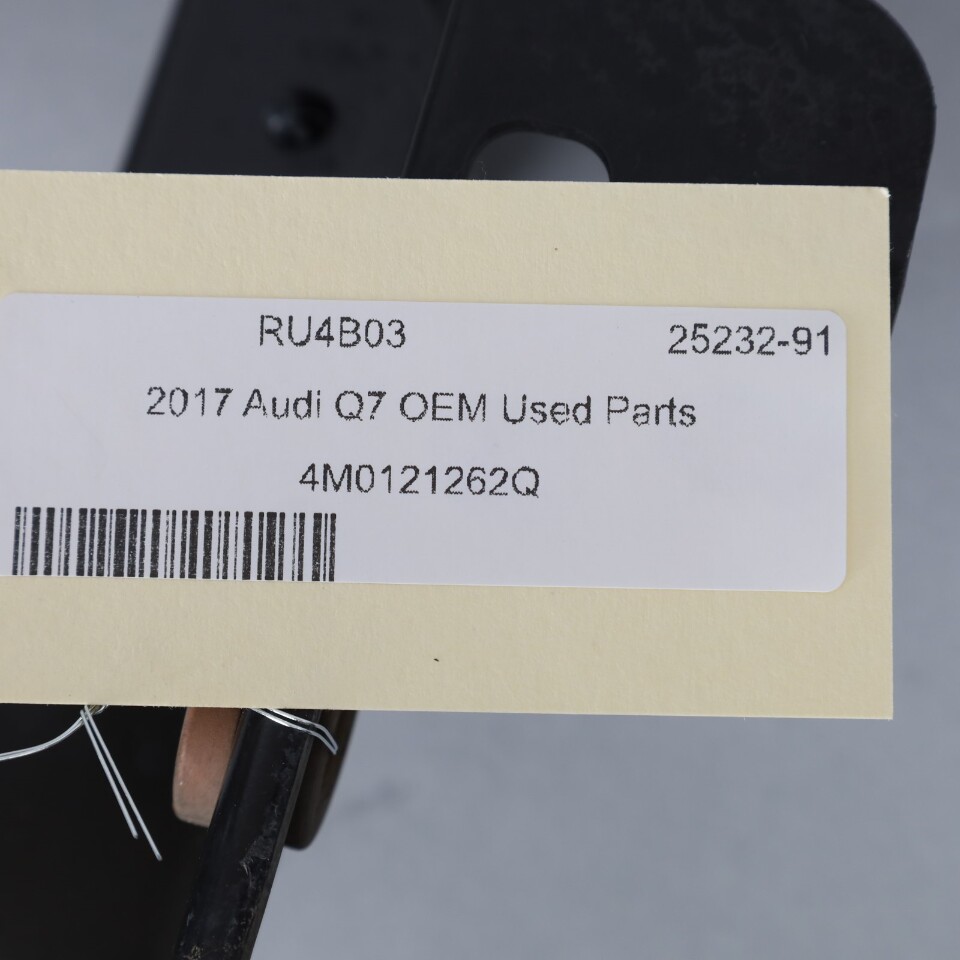 RU4B03 25232-91
2017 Audi Q7 OEM Used Parts
4M0121262Q